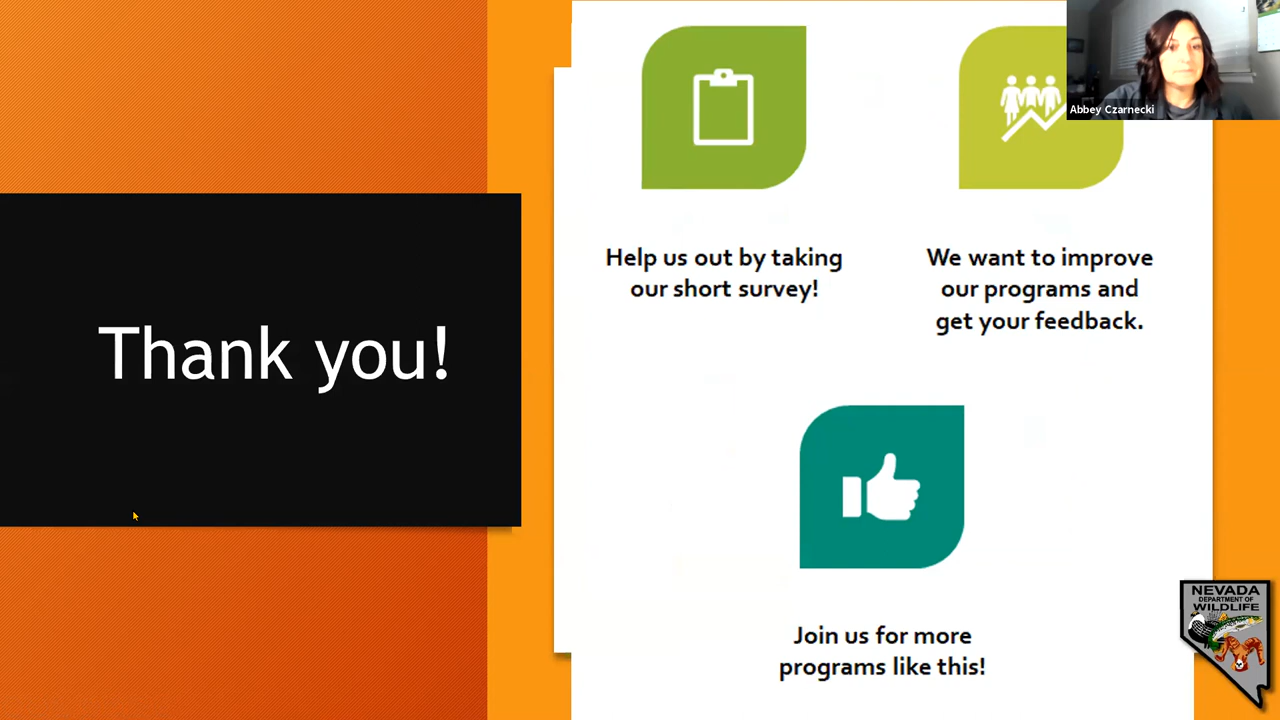 Thank you!
Help us out by taking
our short survey!
We want to improve
our programs and
get your feedback.
Join us for more
programs like this!
Abbey Czarnecki
NEVADA
DEPARTMENT OF
WILDLIFE